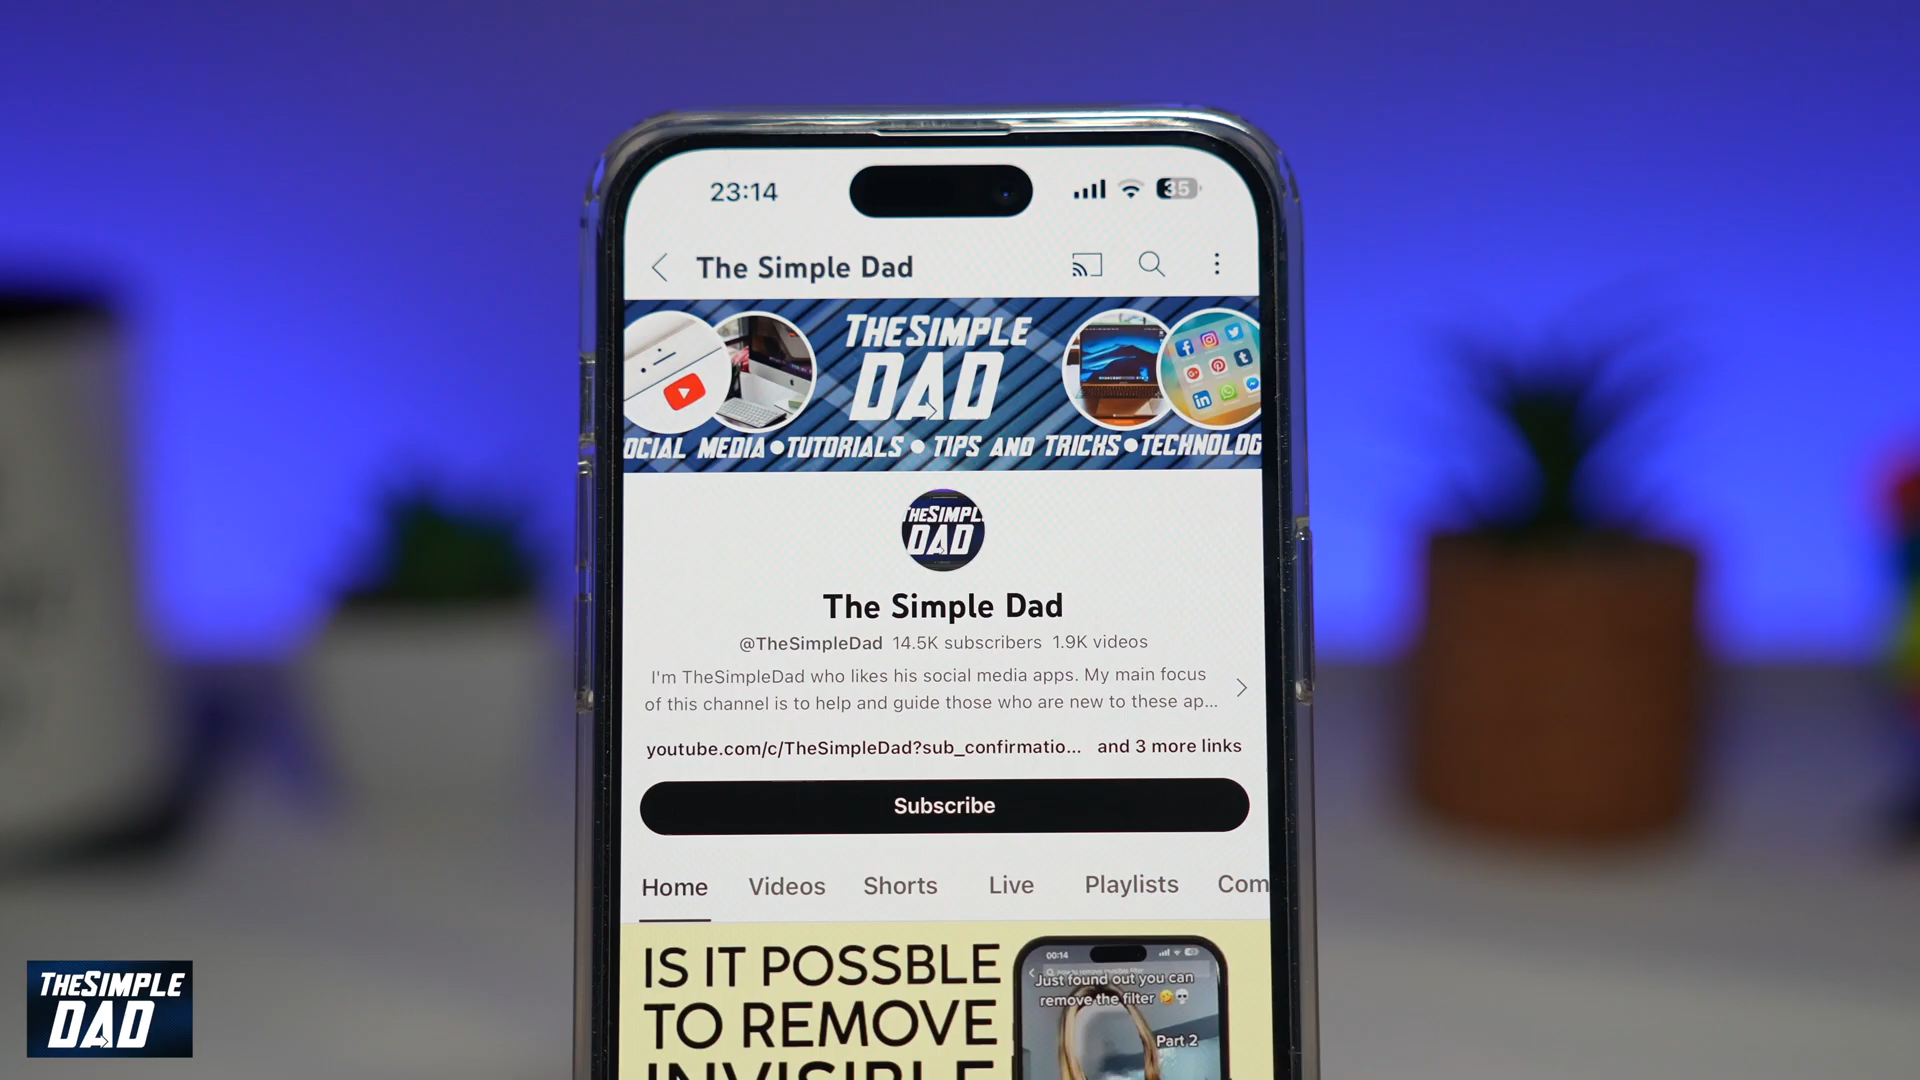 23:14
35
The Simple Dad
THESIMPLE
DAD
OCIAL MEDIA•TUTORIALS • TIPS AND TRICKS•TECHNOLOG
HESIMPL
DAD
The Simple Dad
@TheSimpleDad 14.5K subscribers 1.9K videos
I'm TheSimpleDad who likes his social media apps. My main focus
of this channel is to help and guide those who are new to these ap...
youtube.com/c/TheSimpleDad?sub_confirmatio... and 3 more links
Subscribe
Home Videos Shorts Live Playlists Com
IS IT POSSBLE
TO REMOVE
INVISIBLE
00:14
Just found out you can
remove the filter 🤣💀
Part 2
THESIMPLE
DAD